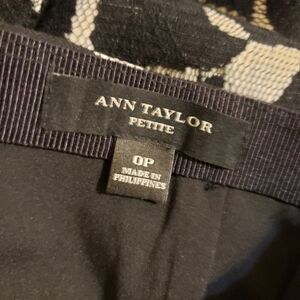 ANN TAYLOR
PETITE
0P
MADE IN
PHILIPPINES